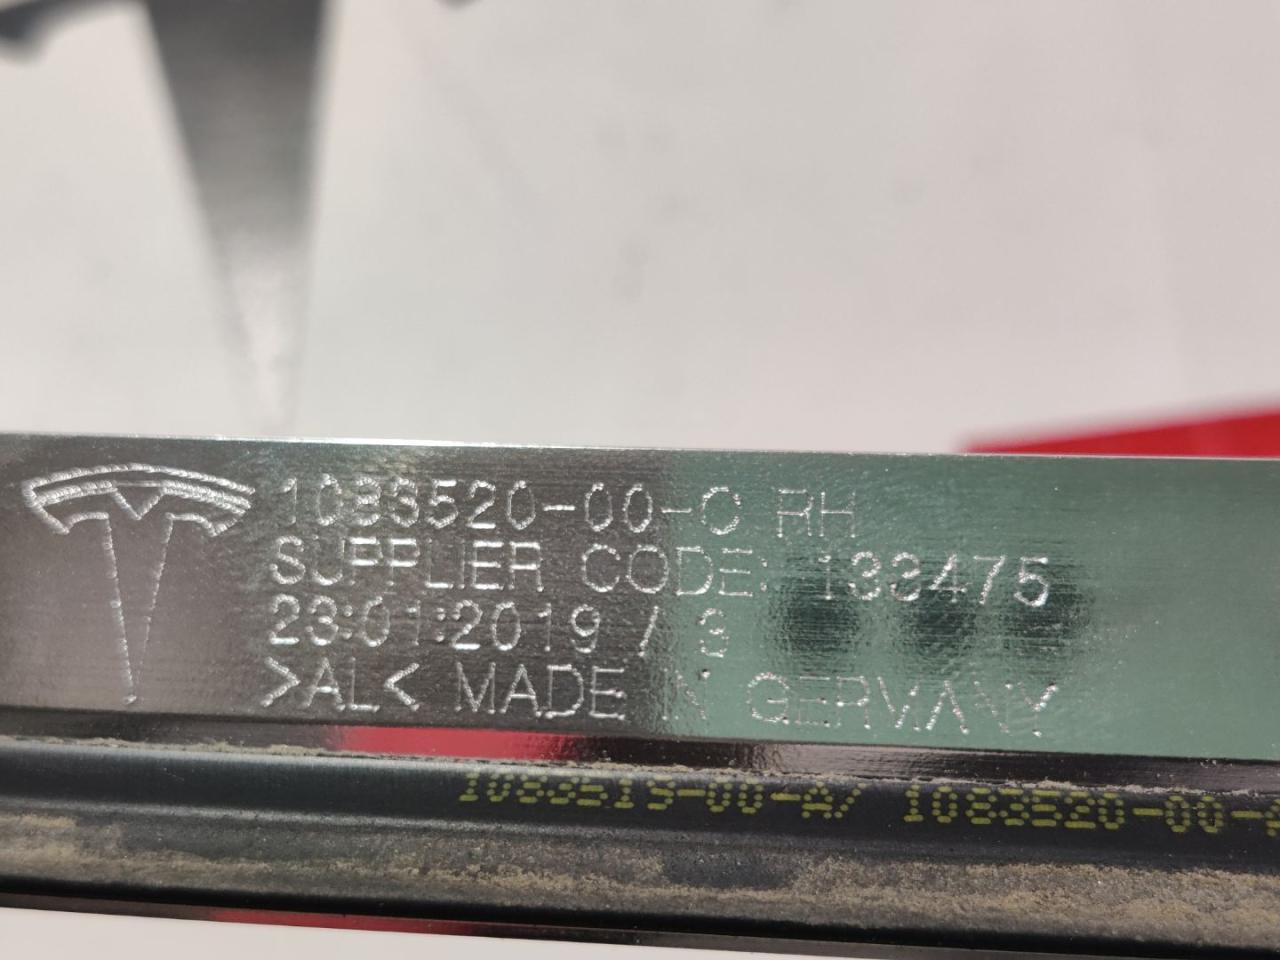 1083520-00-C RH
SUPPLIER CODE: 133475
23:01:2019 / 3
>AL< MADE IN GERMANY
1083519-00-A/ 1083520-00-